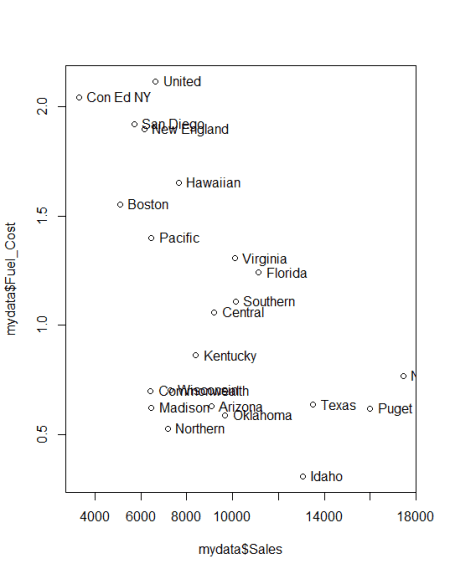 United
Con Ed NY
San Diego
New England
Hawaiian
Boston
Pacific
Virginia
Florida
Southern
Central
Kentucky
N
Commonwealth
Wisconsin
Madison
Arizona
Texas
Puget
Oklahoma
Northern
Idaho
2.0
1.5
1.0
0.5
mydata$Fuel_Cost
4000 6000 8000 10000 14000 18000
mydata$Sales